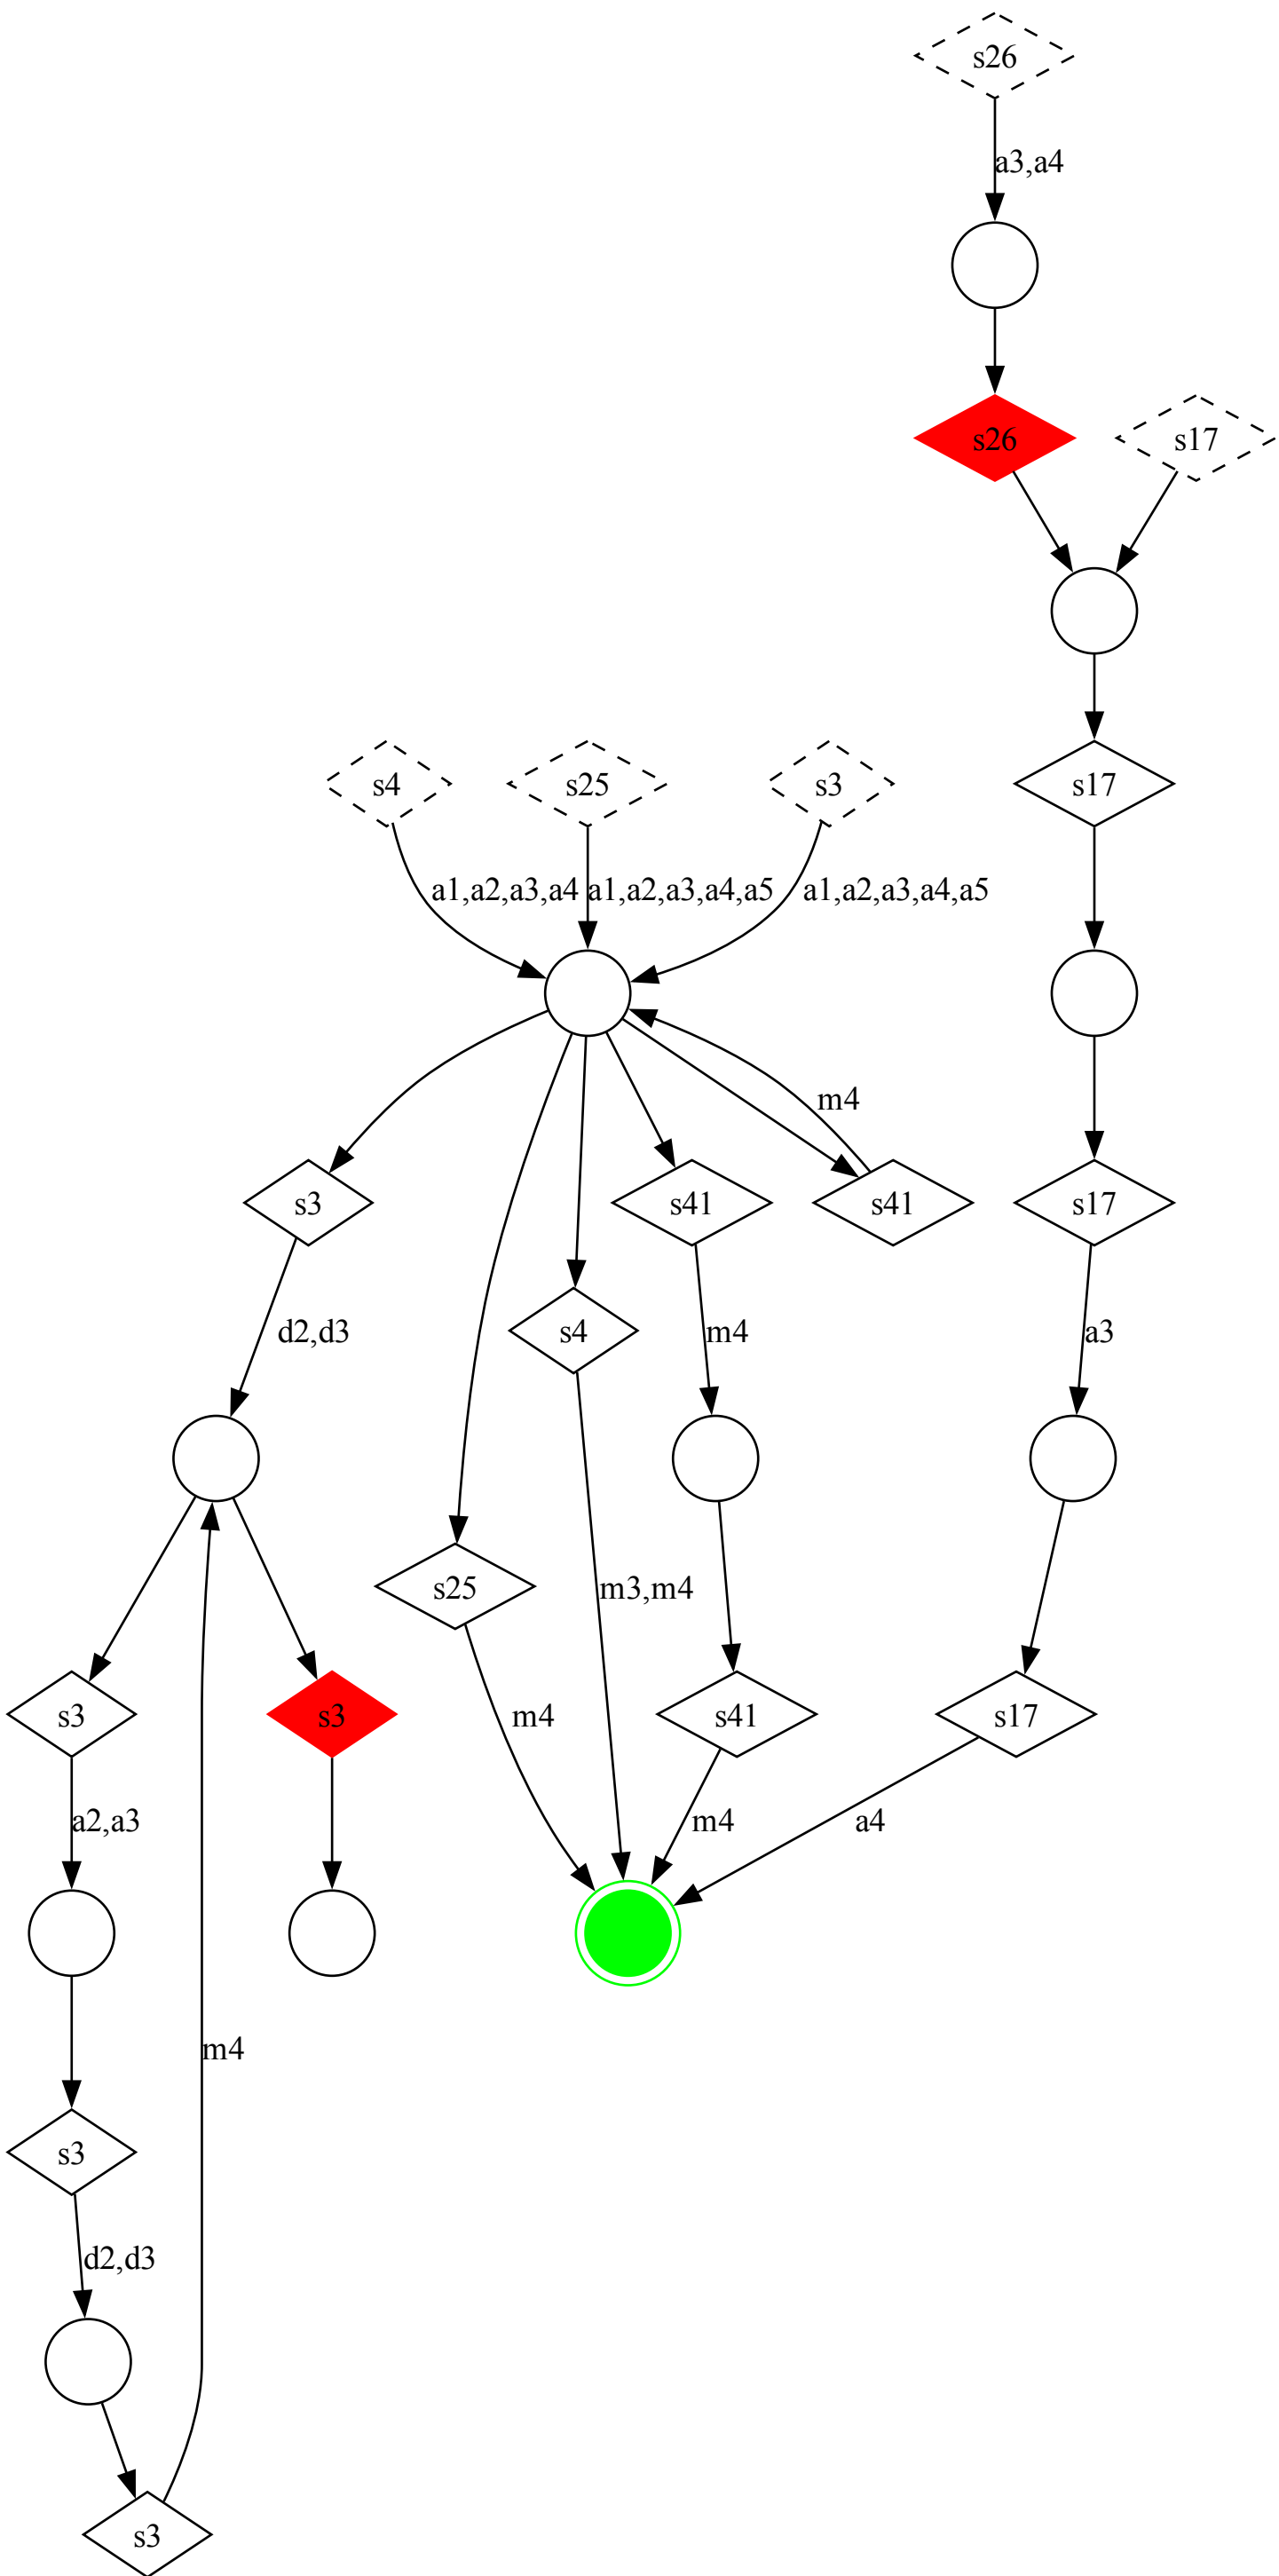 s26
a3,a4
s26
s17
s17
s4
s25
s3
a1,a2,a3,a4
a1,a2,a3,a4,a5
a1,a2,a3,a4,a5
m4
s3
s41
s41
s17
s4
d2,d3
m4
a3
s25
m3,m4
s3
s3
s41
s17
m4
a2,a3
m4
a4
m4
s3
d2,d3
s3